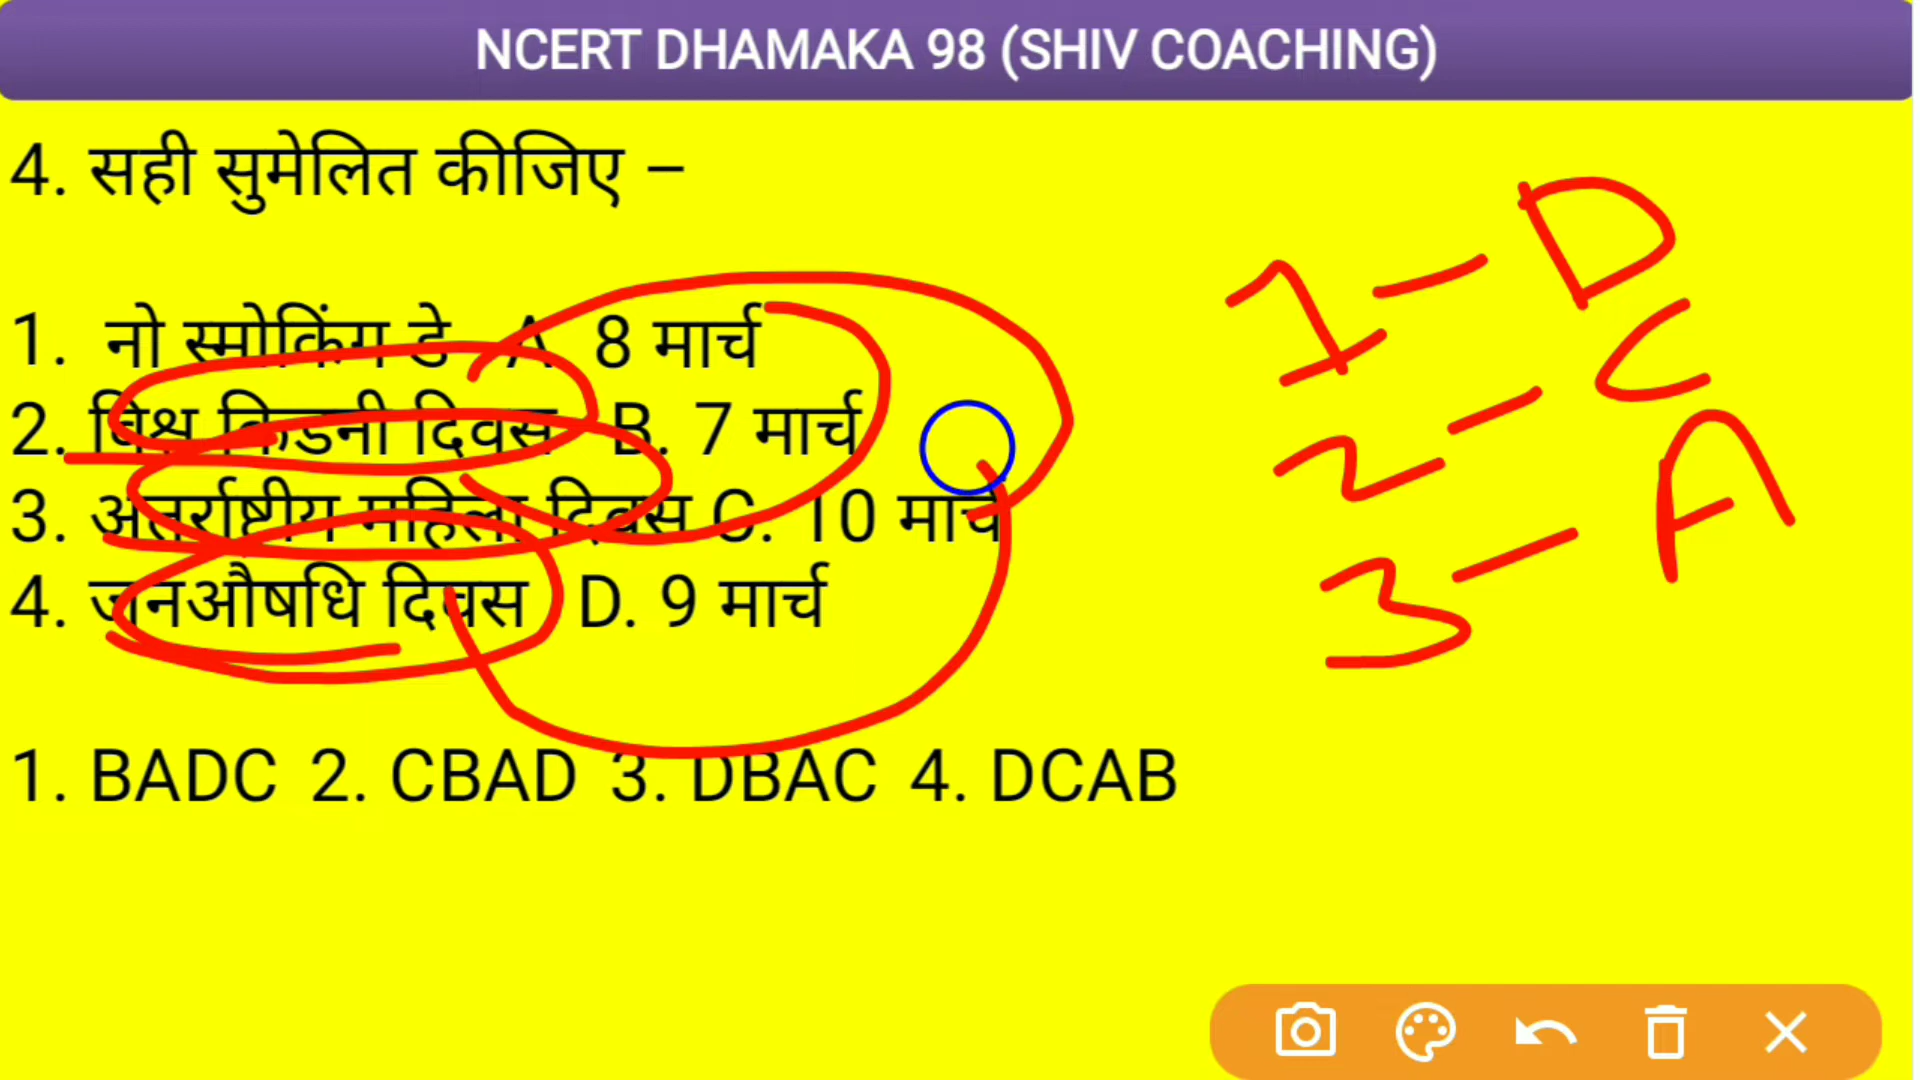 NCERT DHAMAKA 98 (SHIV COACHING)
4. सही सुमेलित कीजिए –
1. नो स्मोकिंग डे A. 8 मार्च
2. विश्व किडनी दिवस B. 7 मार्च
3. अंतर्राष्ट्रीय महिला दिवस C. 10 मार्च
4. जनऔषधि दिवस D. 9 मार्च
1. BADC 2. CBAD 3. DBAC 4. DCAB
1 – D
2 – C
3 – A